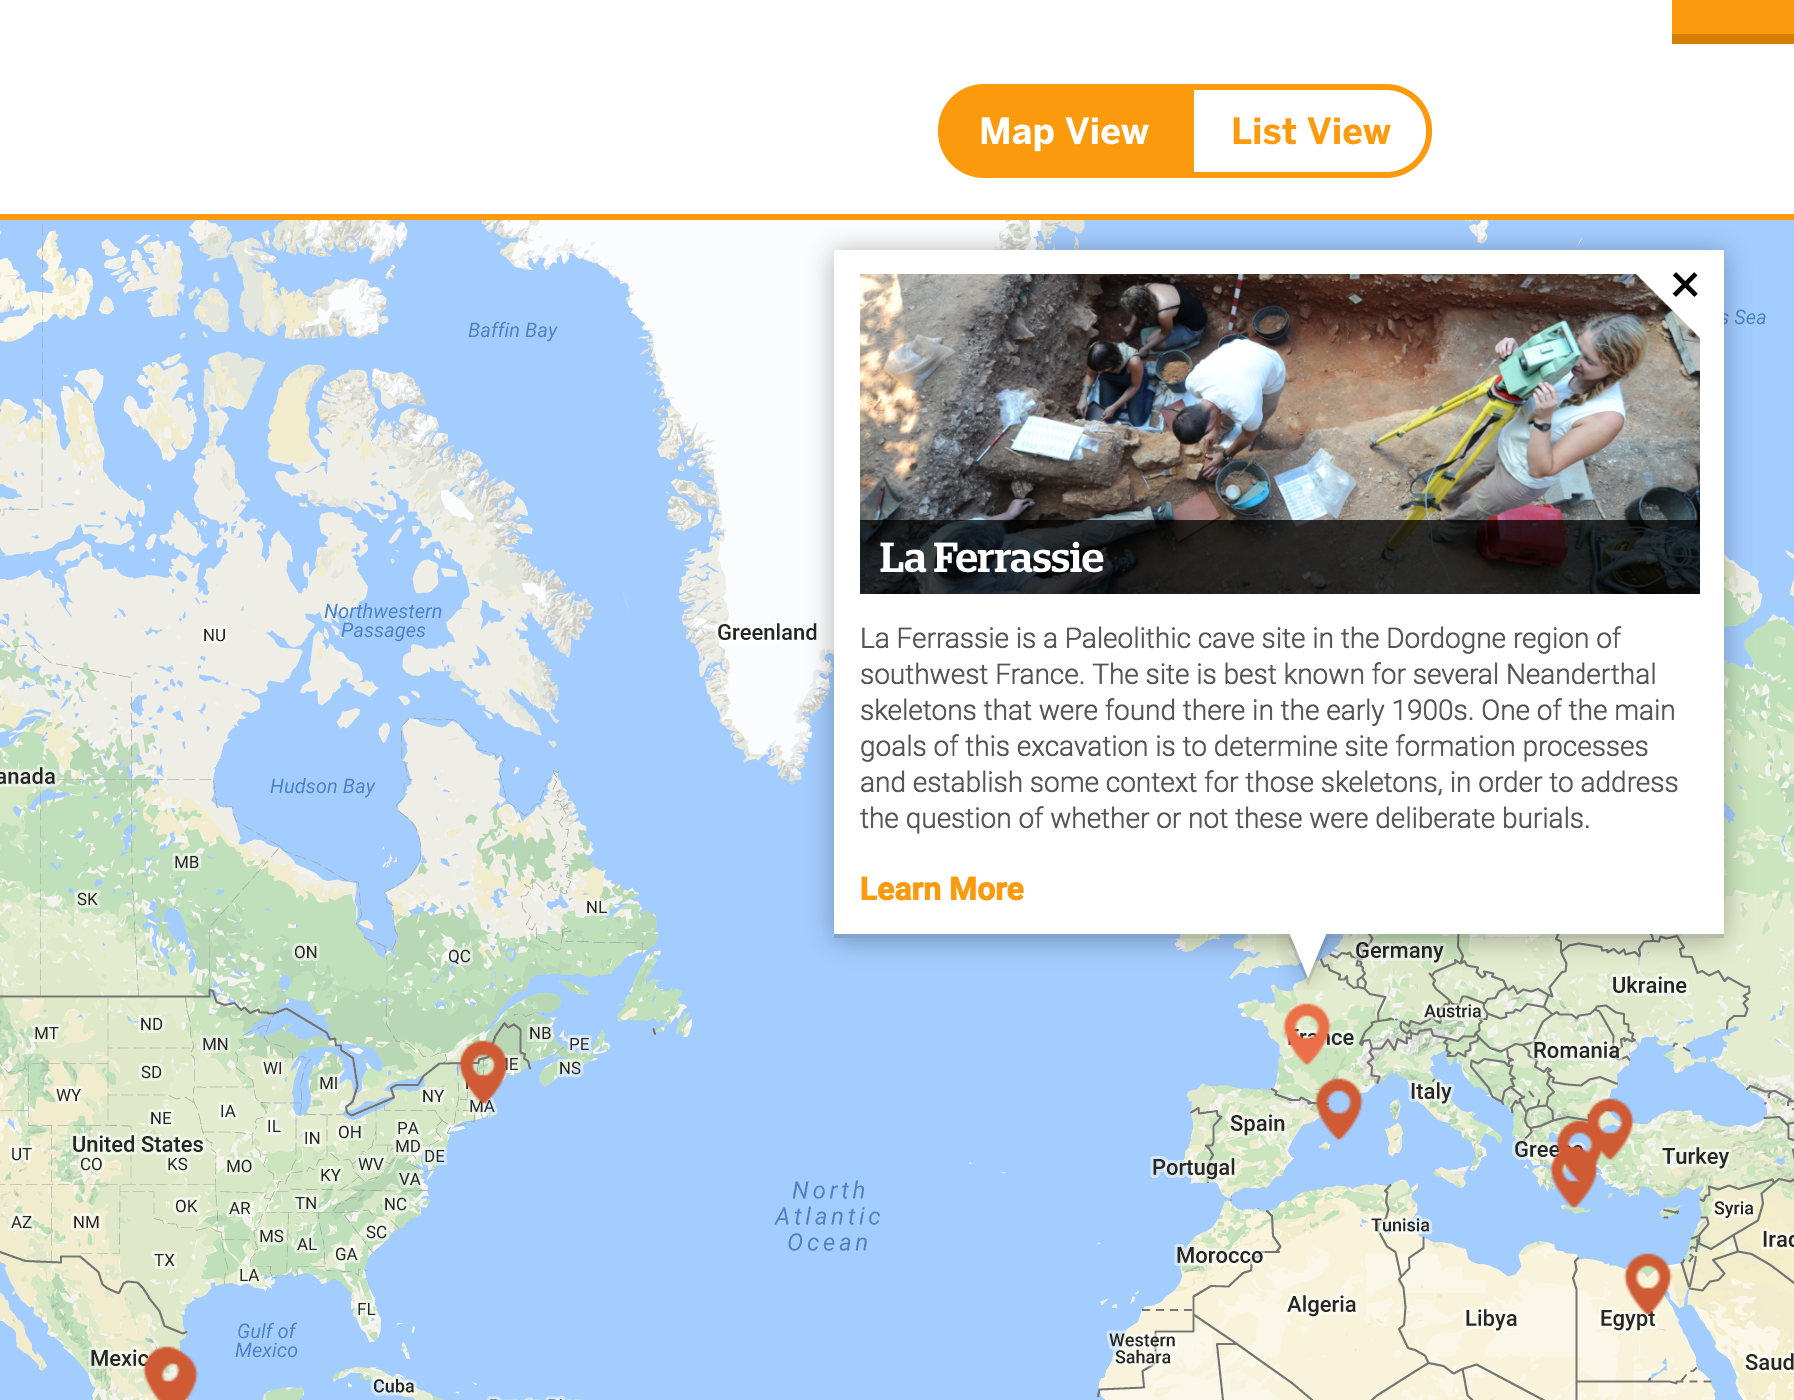 Map View
List View
Baffin Bay
s Sea
La Ferrassie
Northwestern
Passages
NU
Greenland
La Ferrassie is a Paleolithic cave site in the Dordogne region of
southwest France. The site is best known for several Neanderthal
skeletons that were found there in the early 1900s. One of the main
goals of this excavation is to determine site formation processes
and establish some context for those skeletons, in order to address
the question of whether or not these were deliberate burials.
Learn More
anada
Hudson Bay
MB
SK
NL
ON
QC
Germany
Ukraine
Austria
France
Romania
MT
ND
MN
NB
PE
NS
SD
WI
MI
WY
NY
MA
NE
IA
IL
IN
OH
PA
MD
DE
United States
UT
CO
KS
MO
KY
WV
VA
Italy
Spain
Portugal
Turkey
OK
AR
TN
NC
AZ
NM
MS
AL
GA
SC
TX
LA
FL
North
Atlantic
Ocean
Syria
Tunisia
Morocco
Algeria
Libya
Egypt
Western
Sahara
Gulf of
Mexico
Mexic
Cuba
Saud